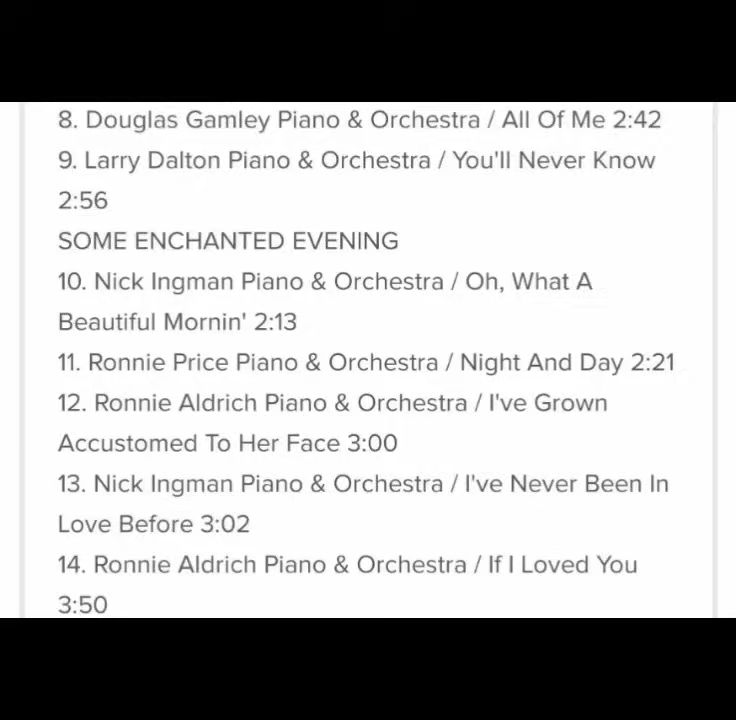 8. Douglas Gamley Piano & Orchestra / All Of Me 2:42
9. Larry Dalton Piano & Orchestra / You'll Never Know
2:56
SOME ENCHANTED EVENING
10. Nick Ingman Piano & Orchestra / Oh, What A
Beautiful Mornin' 2:13
11. Ronnie Price Piano & Orchestra / Night And Day 2:21
12. Ronnie Aldrich Piano & Orchestra / I've Grown
Accustomed To Her Face 3:00
13. Nick Ingman Piano & Orchestra / I've Never Been In
Love Before 3:02
14. Ronnie Aldrich Piano & Orchestra / If I Loved You
3:50